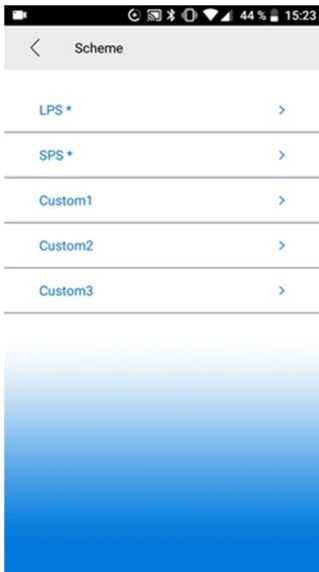 44 % 15:23
Scheme
LPS *
SPS *
Custom1
Custom2
Custom3